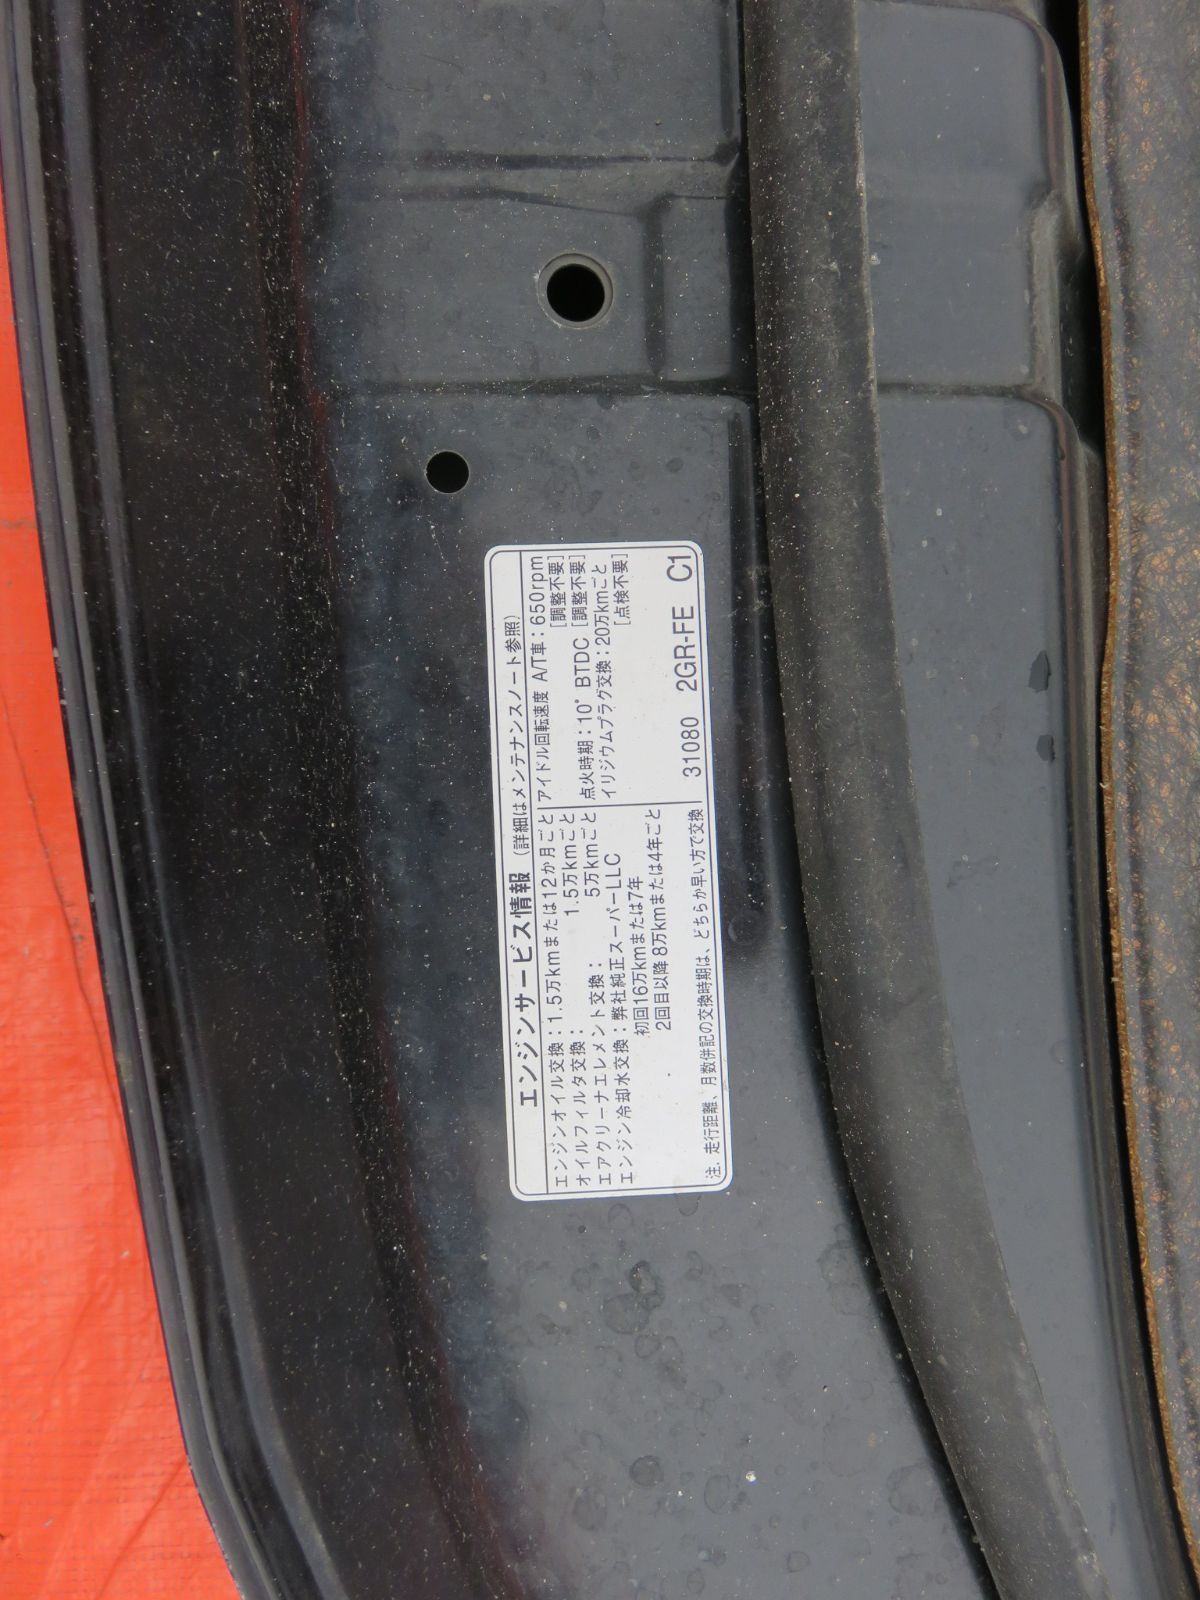 エンジンサービス情報 (詳細はメンテナンスノート参照)
エンジンオイル交換：1.5万kmまたは12か月ごと
オイルフィルタ交換： 1.5万kmごと
エアクリーナエレメント交換： 5万kmごと
エンジン冷却水交換：弊社純正スーパーLLC
初回16万kmまたは7年
2回目以降 8万kmまたは4年ごと
注. 走行距離、月数併記の交換時期は、どちらか早い方で交換
アイドル回転速度 A/T車：650rpm
[調整不要]
点火時期：10° BTDC [調整不要]
イリジウムプラグ交換：20万kmごと
[点検不要]
31080 2GR-FE C1